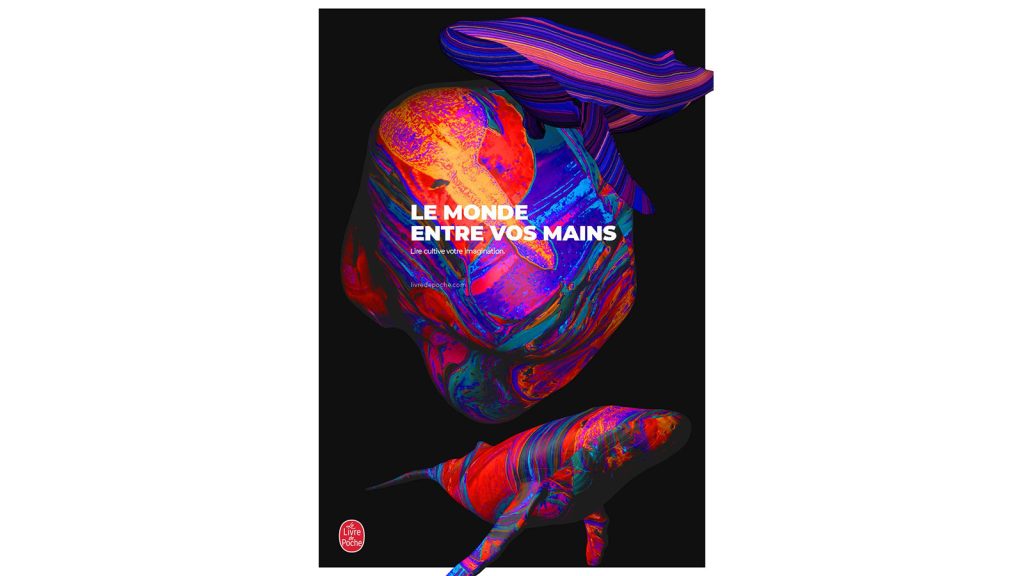 LE MONDE
ENTRE VOS MAINS
Lire cultive votre imagination.
livredepoche.com
Le
Livre
de
Poche